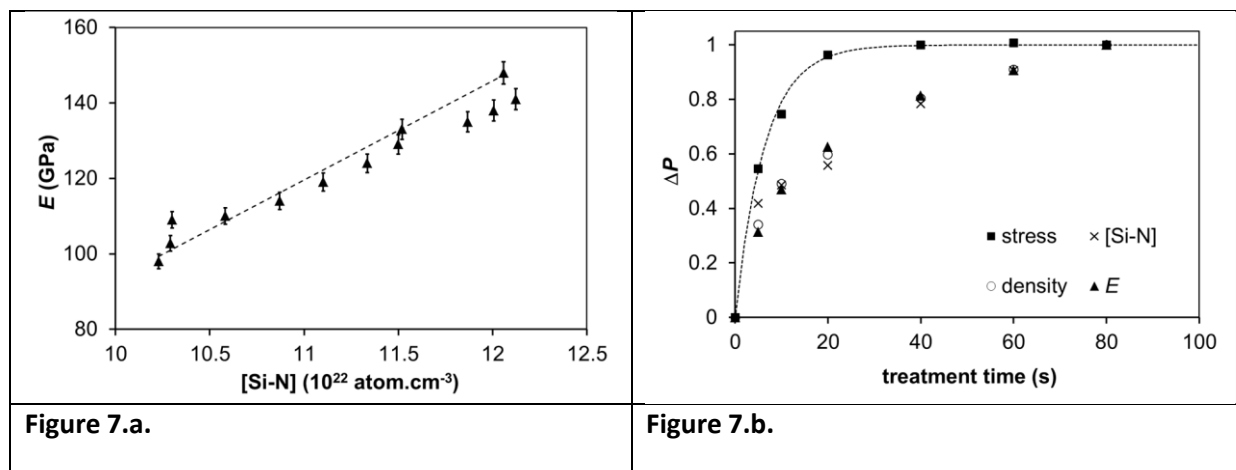 160
140
120
100
80
E (GPa)
10 10.5 11 11.5 12 12.5
[Si-N] (10²² atom.cm⁻³)
Figure 7.a.
1
0.8
0.6
0.4
0.2
0
ΔP
■ stress × [Si-N]
○ density ▲ E
0 20 40 60 80 100
treatment time (s)
Figure 7.b.